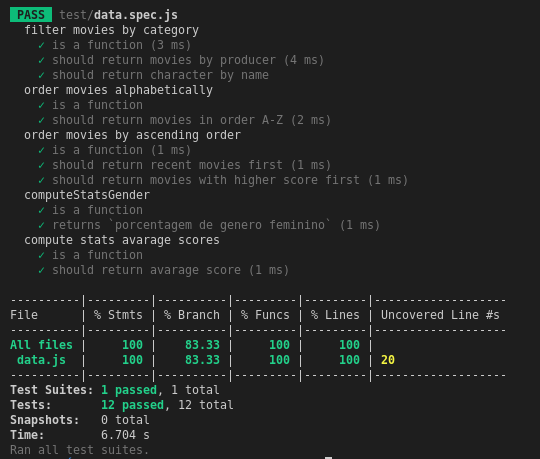 PASS test/data.spec.js
filter movies by category
✓ is a function (3 ms)
✓ should return movies by producer (4 ms)
✓ should return character by name
order movies alphabetically
✓ is a function
✓ should return movies in order A-Z (2 ms)
order movies by ascending order
✓ is a function (1 ms)
✓ should return recent movies first (1 ms)
✓ should return movies with higher score first (1 ms)
computeStatsGender
✓ is a function
✓ returns `porcentagem de genero feminino` (1 ms)
compute stats avarage scores
✓ is a function
✓ should return avarage score (1 ms)
----------|---------|----------|---------|---------|-------------------
File      | % Stmts | % Branch | % Funcs | % Lines | Uncovered Line #s
----------|---------|----------|---------|---------|-------------------
All files |     100 |    83.33 |     100 |     100 |
 data.js  |     100 |    83.33 |     100 |     100 | 20
----------|---------|----------|---------|---------|-------------------
Test Suites: 1 passed, 1 total
Tests:       12 passed, 12 total
Snapshots:   0 total
Time:        6.704 s
Ran all test suites.